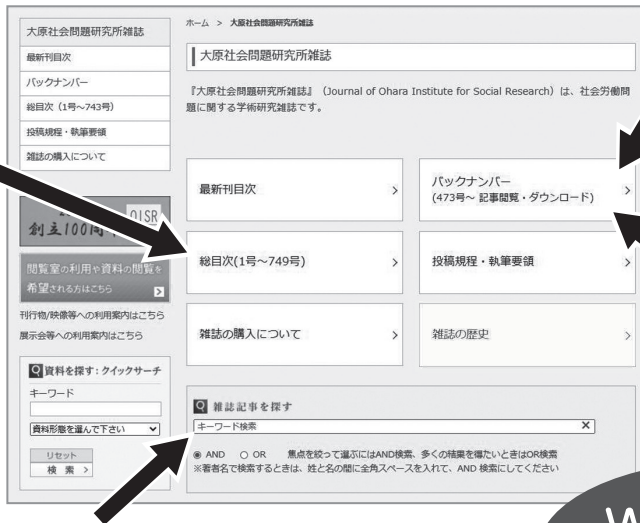 大原社会問題研究所雑誌
最新刊目次
バックナンバー
総目次（1号～743号）
投稿規程・執筆要領
雑誌の購入について
OISR
創立100周
閲覧室の利用や資料の閲覧を
希望される方はこちら
刊行物/映像等への利用案内はこちら
展示会等への利用案内はこちら
資料を探す：クイックサーチ
キーワード
資料形態を選んで下さい
リセット
検 索 >
ホーム > 大原社会問題研究所雑誌
大原社会問題研究所雑誌
『大原社会問題研究所雑誌』（Journal of Ohara Institute for Social Research）は、社会労働問
題に関する学術研究雑誌です。
最新刊目次 >
バックナンバー
(473号～ 記事閲覧・ダウンロード) >
総目次(1号～749号) >
投稿規程・執筆要領 >
雑誌の購入について >
雑誌の歴史 >
雑誌記事を探す
キーワード検索 ×
AND OR 焦点を絞って選ぶにはAND検索、多くの結果を得たいときはOR検索
※著者名で検索するときは、姓と名の間に全角スペースを入れて、AND 検索にしてください